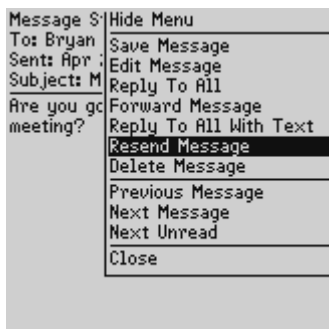 Message
To: Bryan
Sent: Apr
Subject:
Are you
meeting?
Hide Menu
Save Message
Edit Message
Reply To All
Forward Message
Reply To All With Text
Resend Message
Delete Message
Previous Message
Next Message
Next Unread
Close